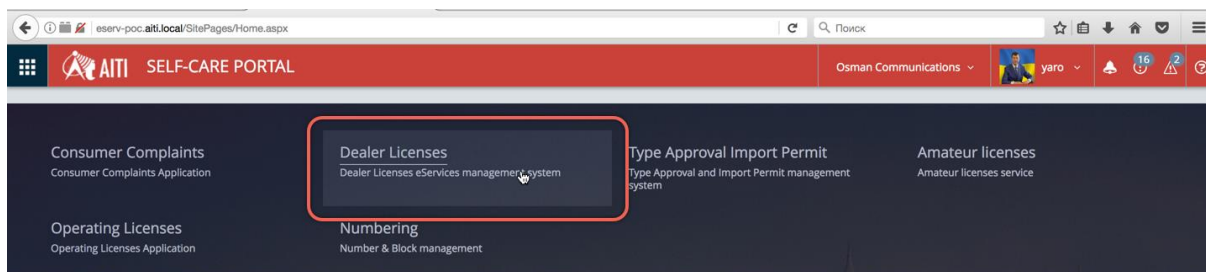 eserv-poc.aiti.local/SitePages/Home.aspx
Поиск
AITI SELF-CARE PORTAL
Osman Communications
yaro
16
2
Consumer Complaints
Consumer Complaints Application
Dealer Licenses
Dealer Licenses eServices management system
Type Approval Import Permit
Type Approval and Import Permit management
system
Amateur licenses
Amateur licenses service
Operating Licenses
Operating Licenses Application
Numbering
Number & Block management